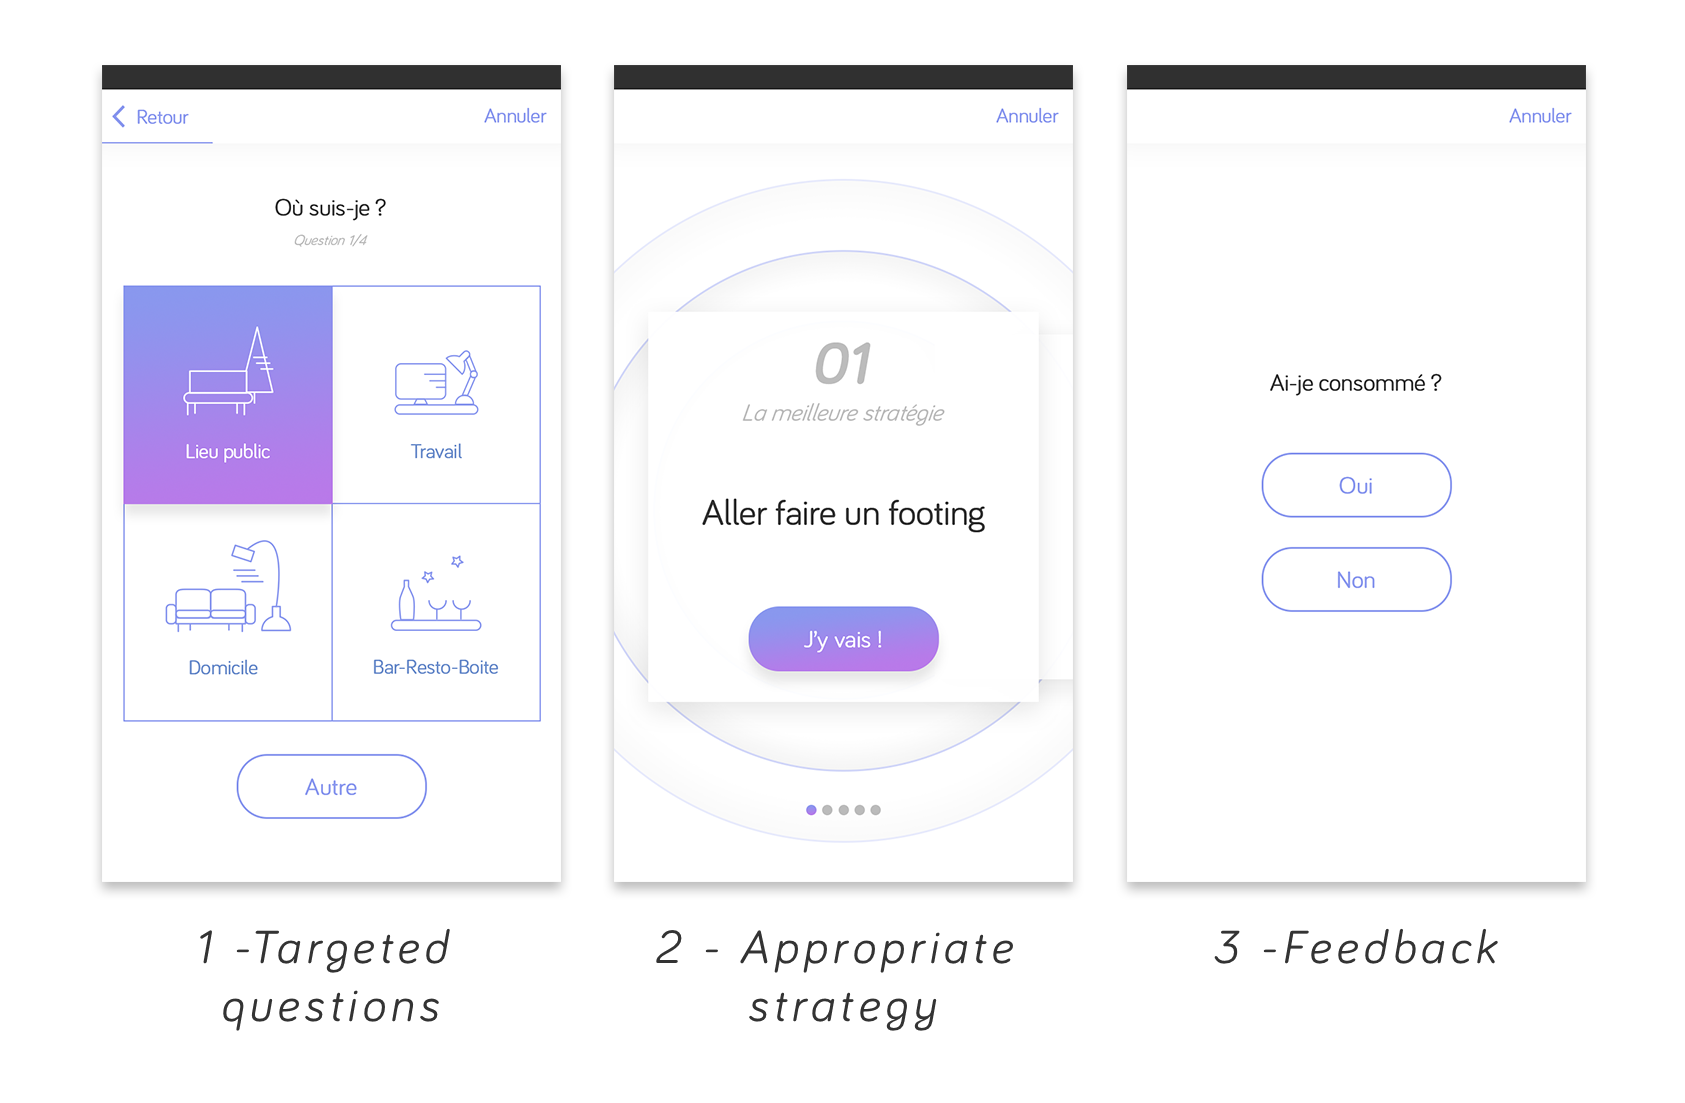 Retour
Annuler
Où suis-je ?
Question 1/4
Lieu public
Travail
Domicile
Bar-Resto-Boite
Autre
1 -Targeted
questions
Annuler
01
La meilleure stratégie
Aller faire un footing
J'y vais !
2 - Appropriate
strategy
Annuler
Ai-je consommé ?
Oui
Non
3 -Feedback